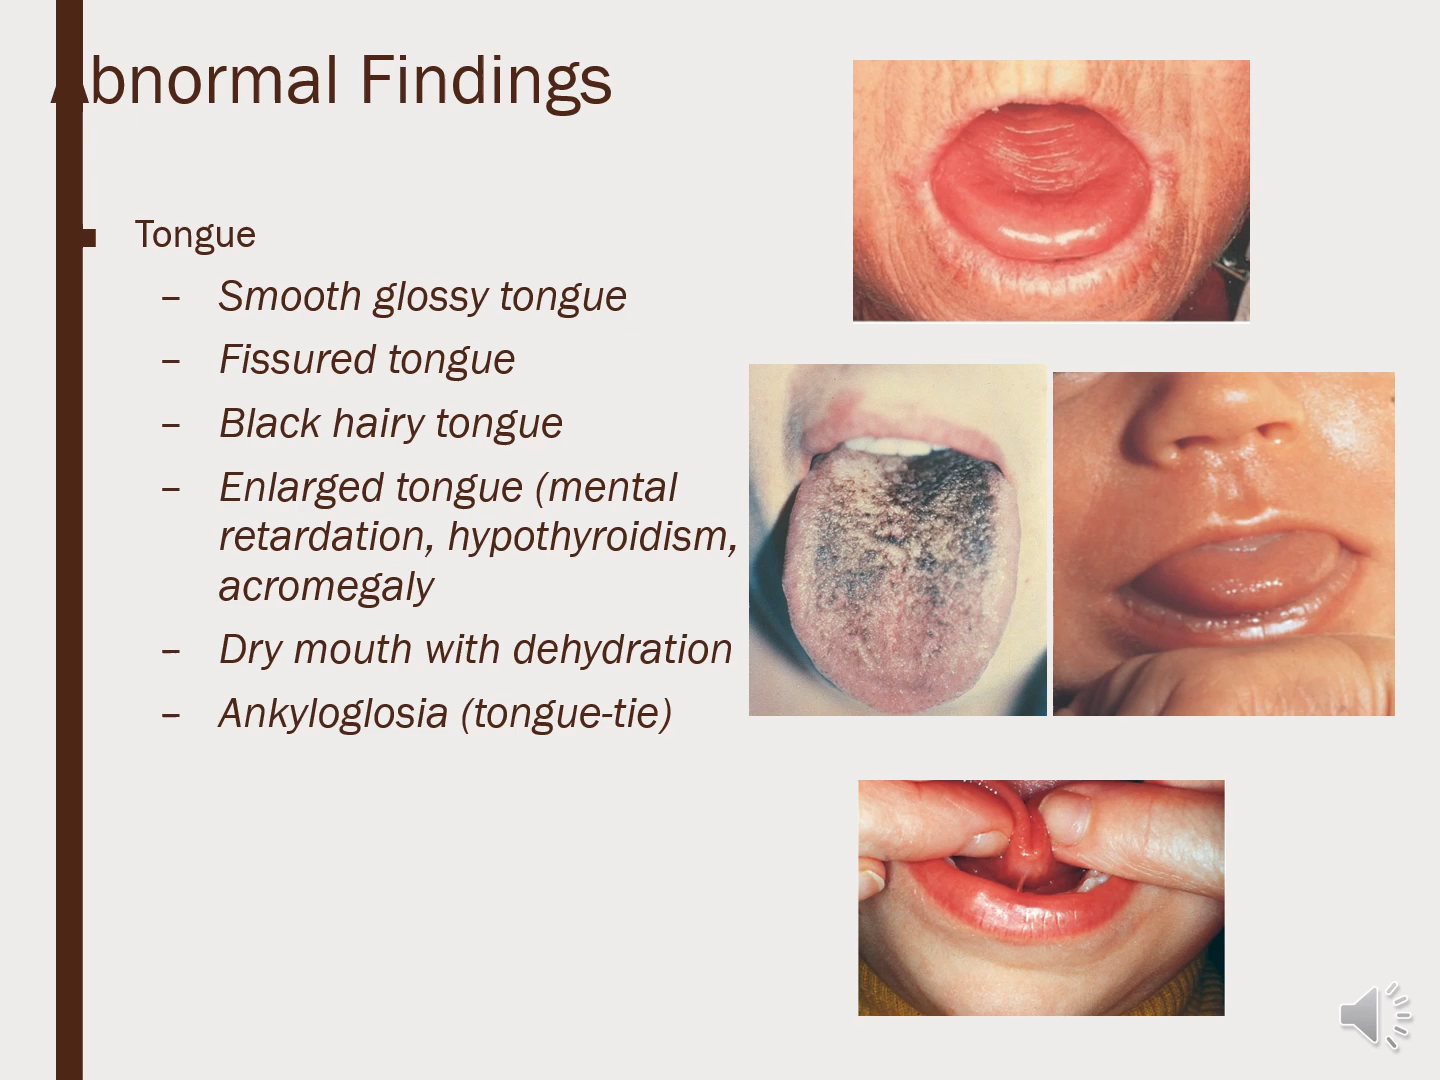 Abnormal Findings
■ Tongue
– Smooth glossy tongue
– Fissured tongue
– Black hairy tongue
– Enlarged tongue (mental
retardation, hypothyroidism,
acromegaly
– Dry mouth with dehydration
– Ankyloglosia (tongue-tie)